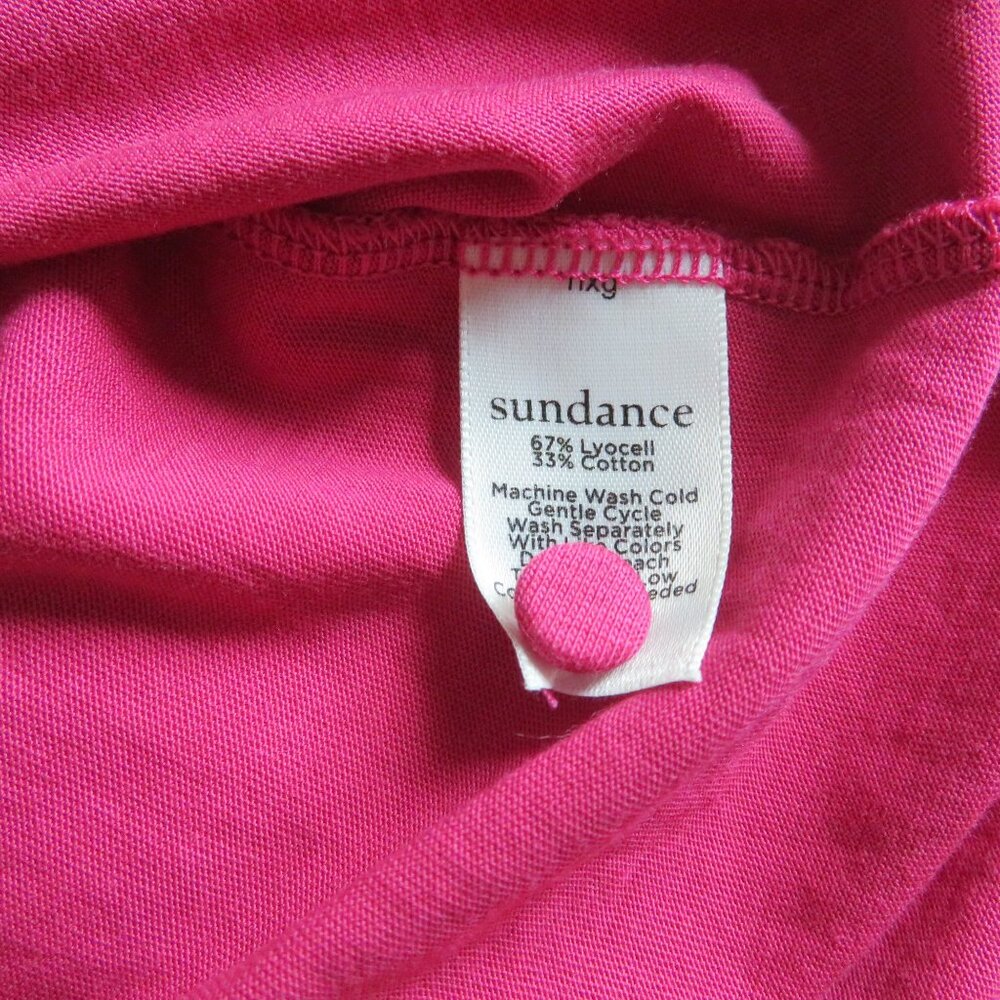 sundance
67% Lyocell
33% Cotton
Machine Wash Cold
Gentle Cycle
Wash Separately
With Colors